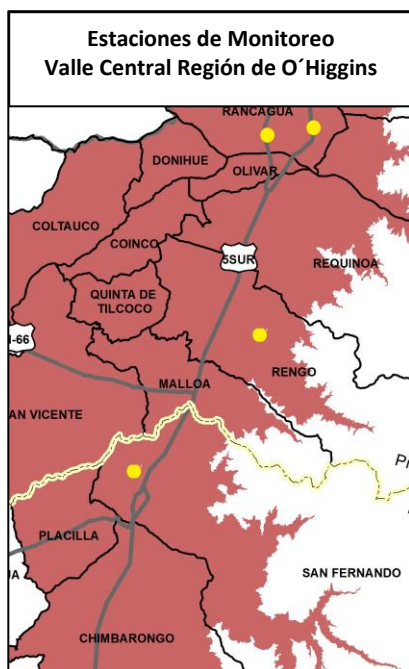 Estaciones de Monitoreo
Valle Central Región de O´Higgins
RANCAGUA
DONIHUE
OLIVAR
COLTAUCO
COINCO
5SUR
REQUINOA
QUINTA DE
TILCOCO
I-66
RENGO
MALLOA
AN VICENTE
PLACILLA
SAN FERNANDO
CHIMBARONGO